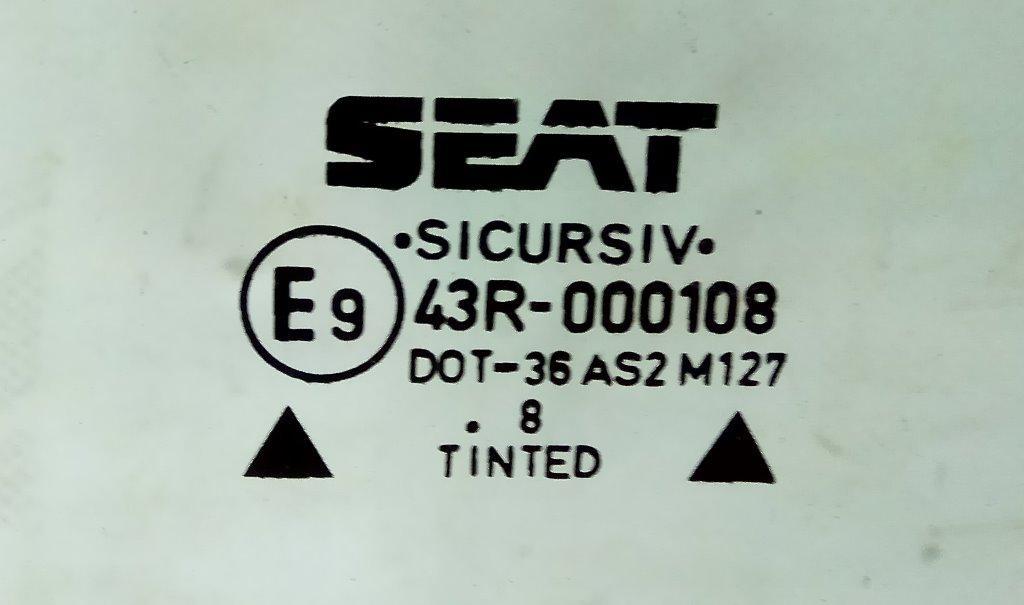 SEAT
•SICURSIV•
E9 43R-000108
DOT-36 AS2 M127
. 8
TINTED